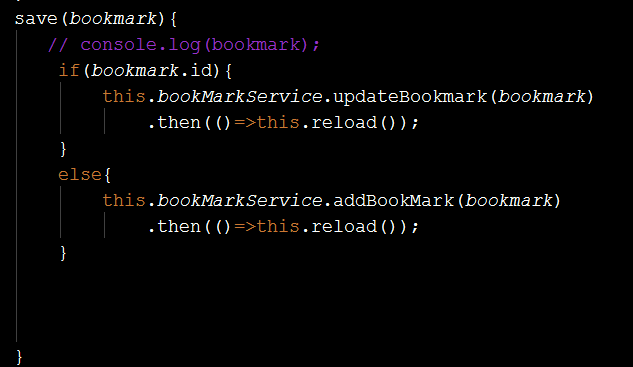 save(bookmark){
// console.log(bookmark);
if(bookmark.id){
this.bookMarkService.updateBookmark(bookmark)
.then(()=>this.reload());
}
else{
this.bookMarkService.addBookMark(bookmark)
.then(()=>this.reload());
}
}